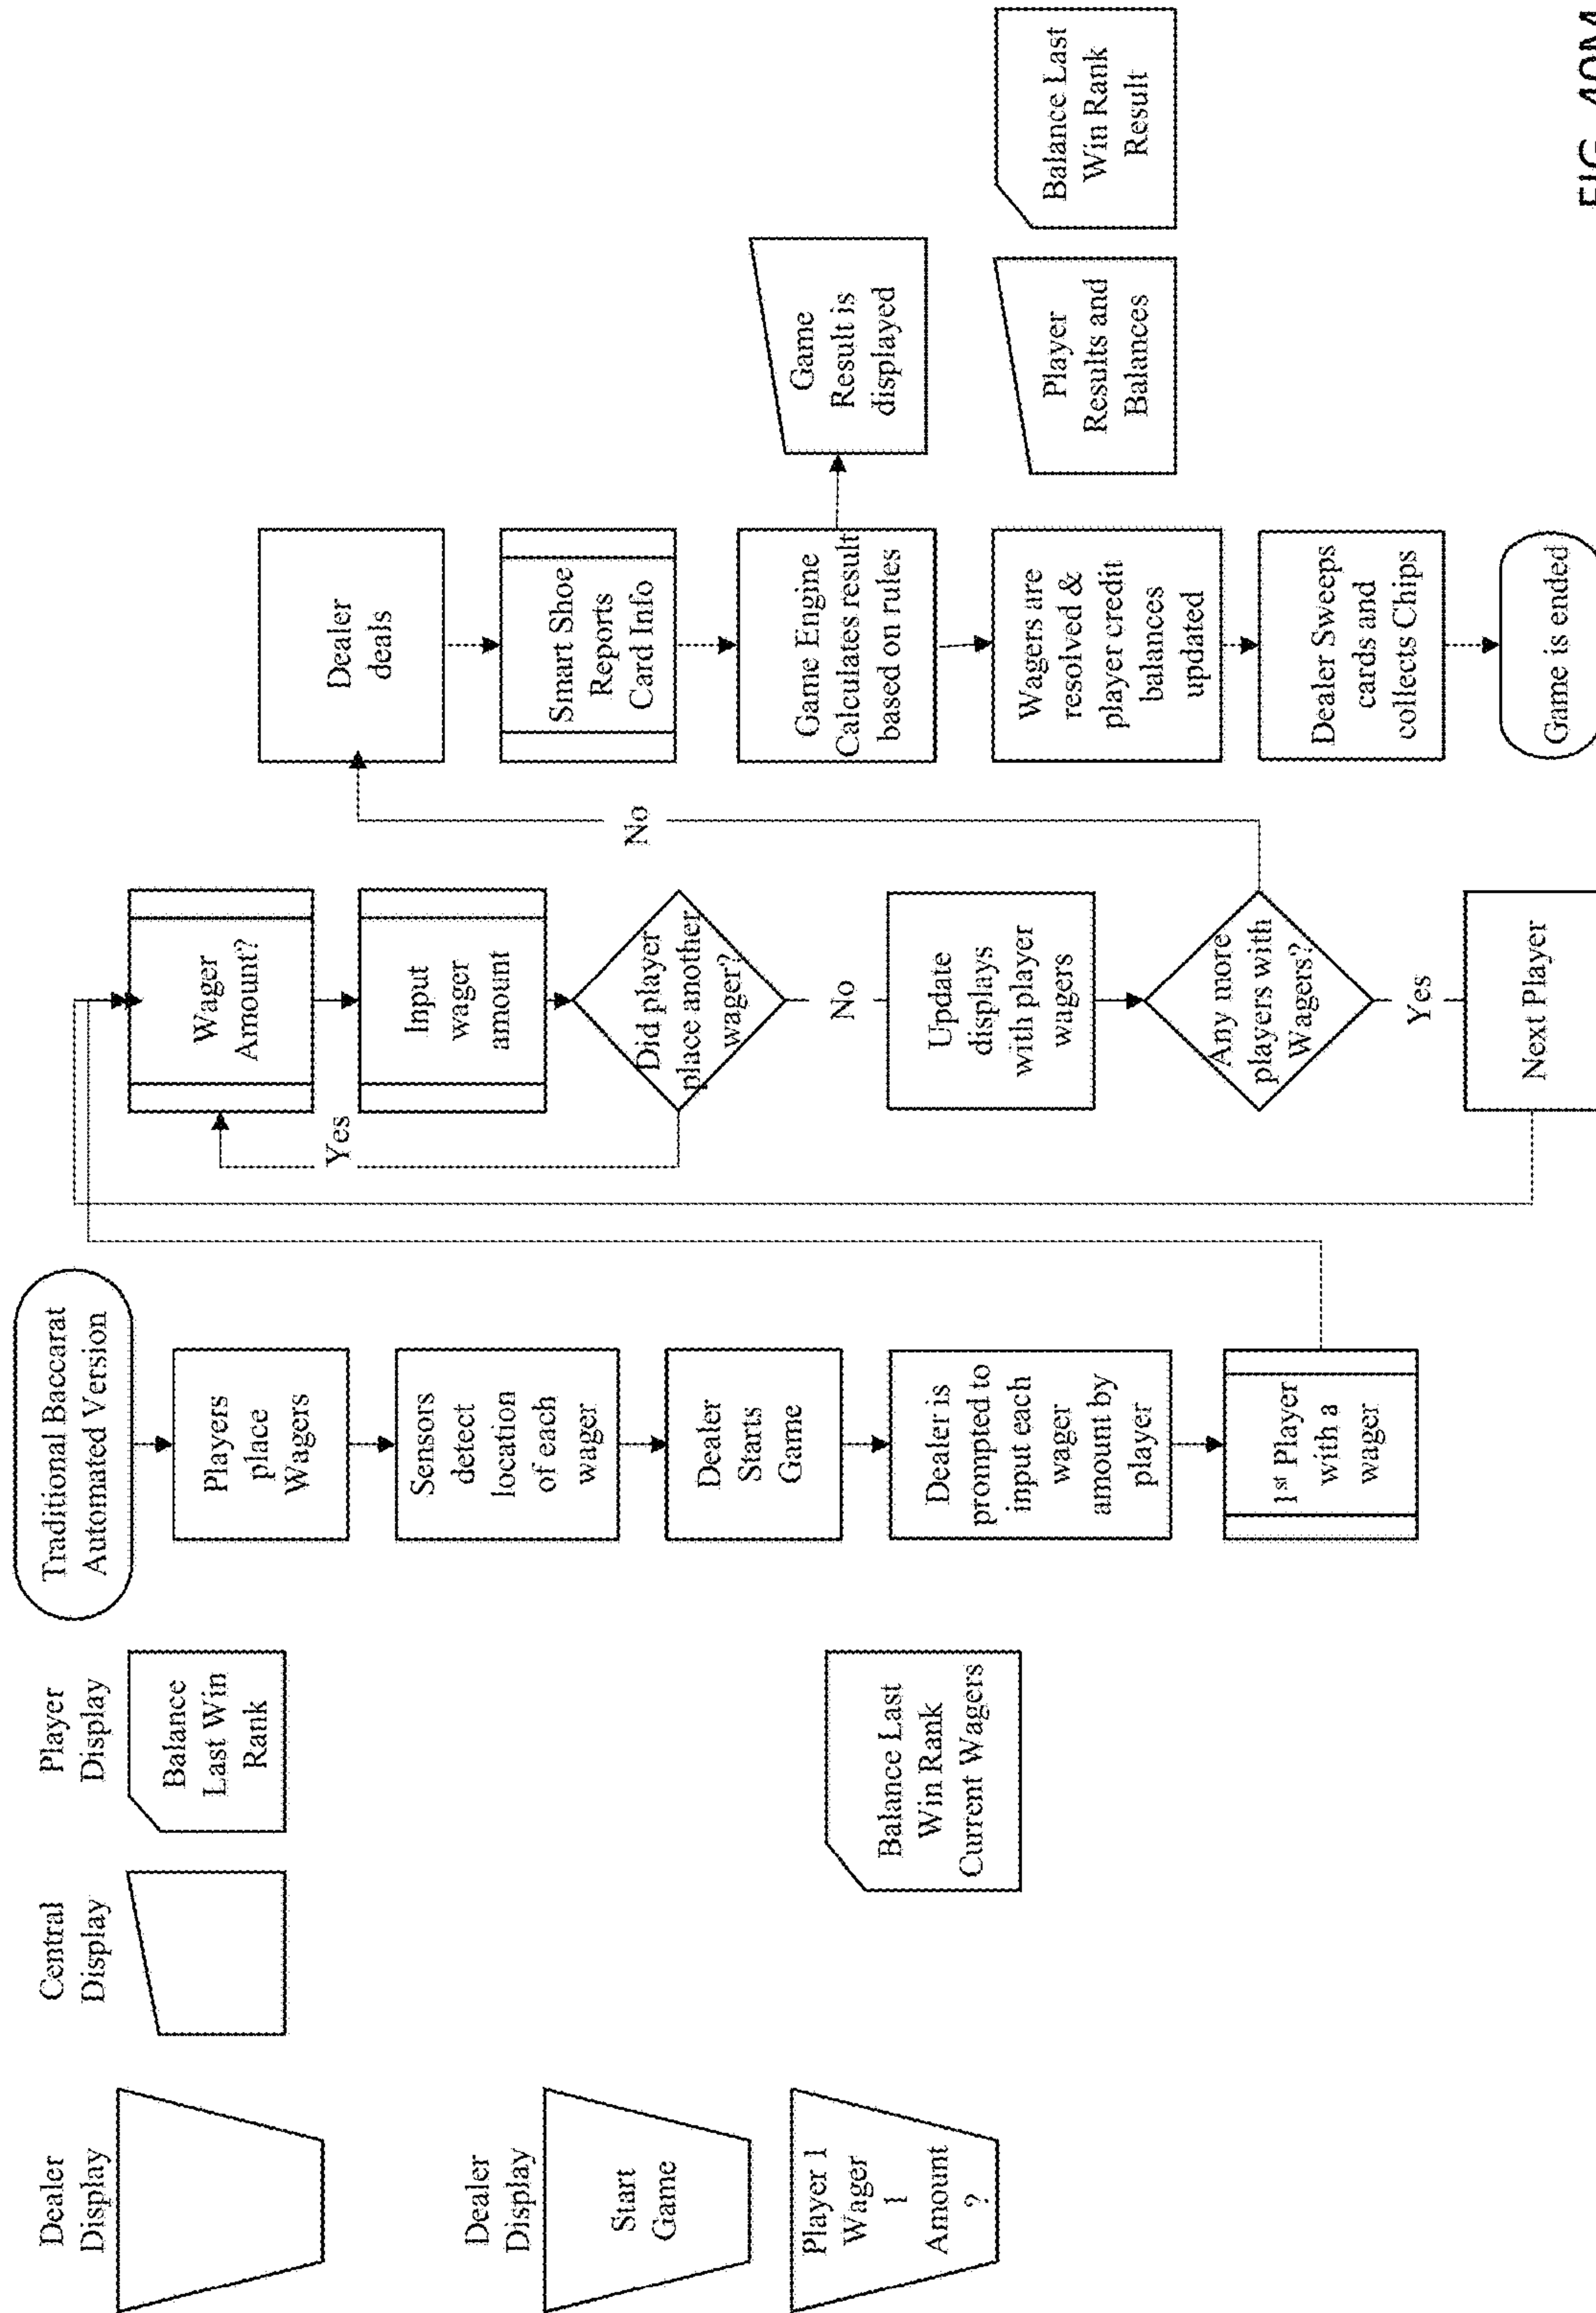 Dealer
Display
Central
Display
Player
Display
Balance
Last Win
Rank
Dealer
Display
Start
Game
Player 1
Wager
1
Amount
?
Balance Last
Win Rank
Current Wagers
Traditional Baccarat
Automated Version
Players
place
Wagers
Sensors
detect
location
of each
wager
Dealer
Starts
Game
Dealer is
prompted to
input each
wager
amount by
player
1st Player
with a
wager
Wager
Amount?
Input
wager
amount
Yes
Did player
place another
wager?
No
Update
displays
with player
wagers
Any more
players with
Wagers?
Yes
Next Player
No
Dealer
deals
Smart Shoe
Reports
Card Info
Game Engine
Calculates result
based on rules
Game
Result is
displayed
Wagers are
resolved &
player credit
balances
updated
Player
Results and
Balances
Balance Last
Win Rank
Result
Dealer Sweeps
cards and
collects Chips
Game is ended
FIG. 40M